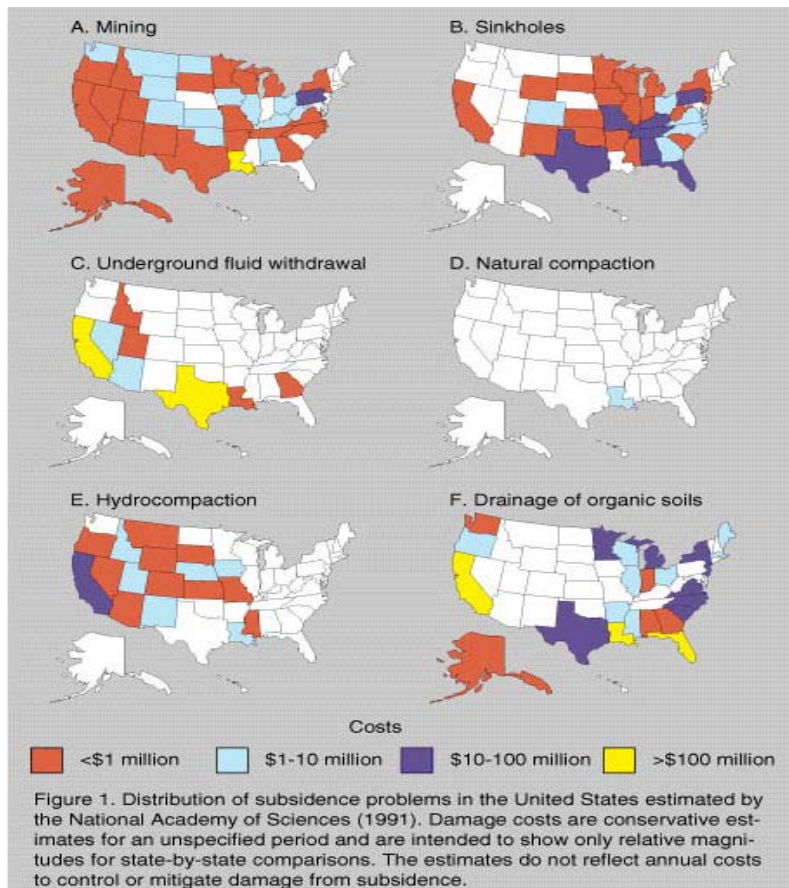 A. Mining
B. Sinkholes
C. Underground fluid withdrawal
D. Natural compaction
E. Hydrocompaction
F. Drainage of organic soils
Costs
<$1 million
$1-10 million
$10-100 million
>$100 million
Figure 1. Distribution of subsidence problems in the United States estimated by
the National Academy of Sciences (1991). Damage costs are conservative est-
imates for an unspecified period and are intended to show only relative magni-
tudes for state-by-state comparisons. The estimates do not reflect annual costs
to control or mitigate damage from subsidence.